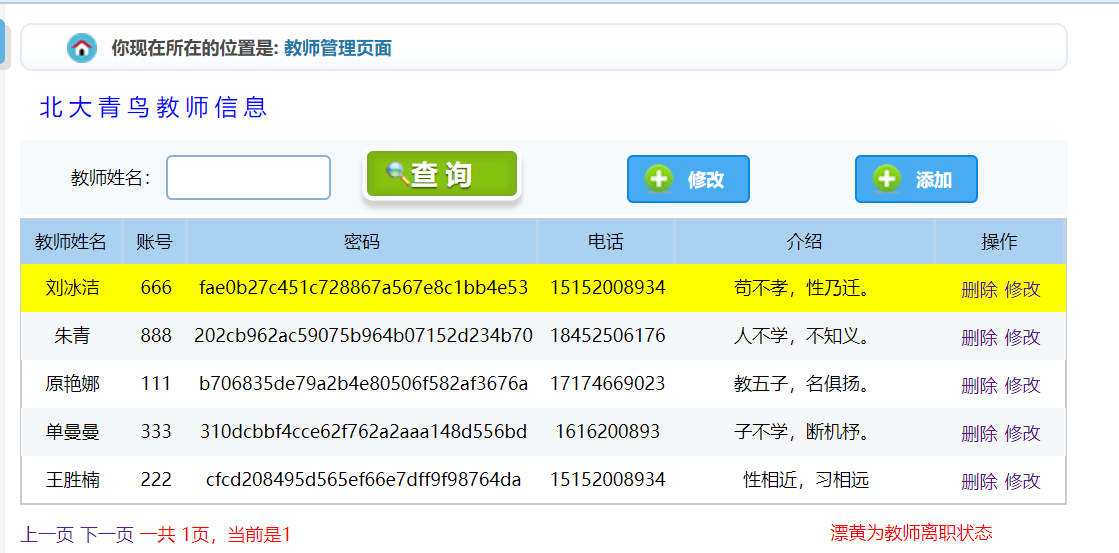 你现在所在的位置是: 教师管理页面
北大青鸟教师信息
教师姓名： 查询 修改 添加
教师姓名 账号 密码 电话 介绍 操作
刘冰洁 666 fae0b27c451c728867a567e8c1bb4e53 15152008934 苟不孝，性乃迁。 删除 修改
朱青 888 202cb962ac59075b964b07152d234b70 18452506176 人不学，不知义。 删除 修改
原艳娜 111 b706835de79a2b4e80506f582af3676a 17174669023 教五子，名俱扬。 删除 修改
单曼曼 333 310dcbbf4cce62f762a2aaa148d556bd 1616200893 子不学，断机杼。 删除 修改
王胜楠 222 cfcd208495d565ef66e7dff9f98764da 15152008934 性相近，习相远 删除 修改
上一页 下一页 一共 1页，当前是1 漂黄为教师离职状态